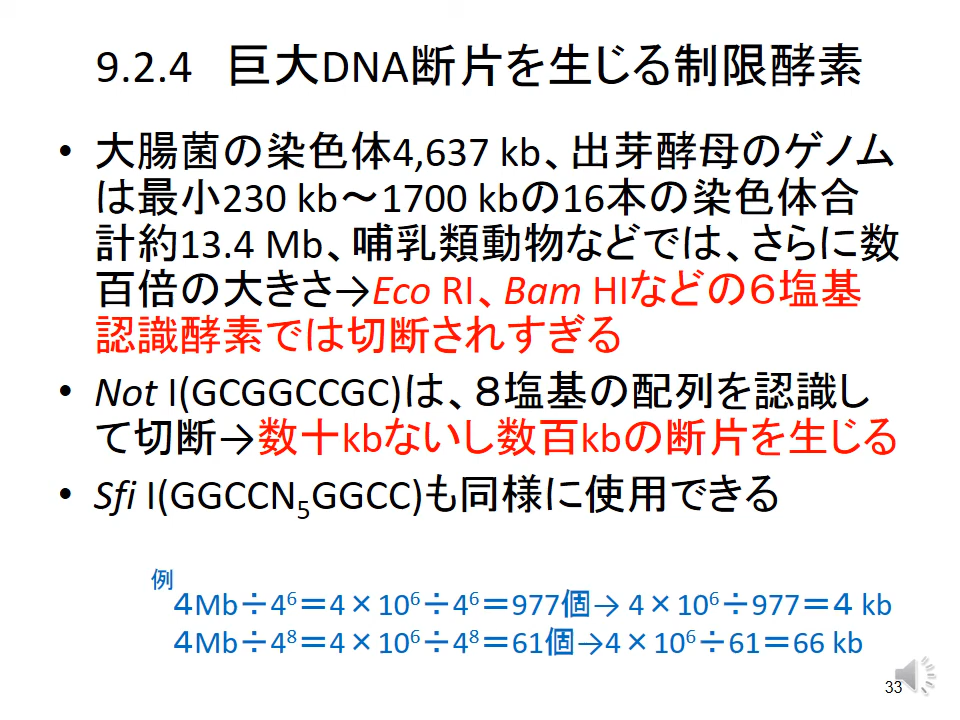 9.2.4　巨大DNA断片を生じる制限酵素
• 大腸菌の染色体4,637 kb、出芽酵母のゲノム
は最小230 kb～1700 kbの16本の染色体合
計約13.4 Mb、哺乳類動物などでは、さらに数
百倍の大きさ→Eco RI、Bam HIなどの６塩基
認識酵素では切断されすぎる
• Not I(GCGGCCGC)は、８塩基の配列を認識し
て切断→数十kbないし数百kbの断片を生じる
• Sfi I(GGCCN₅GGCC)も同様に使用できる
例
４Mb÷4⁶＝4×10⁶÷4⁶＝977個→ 4×10⁶÷977＝４ kb
４Mb÷4⁸＝4×10⁶÷4⁸＝61個→4×10⁶÷61＝66 kb
33